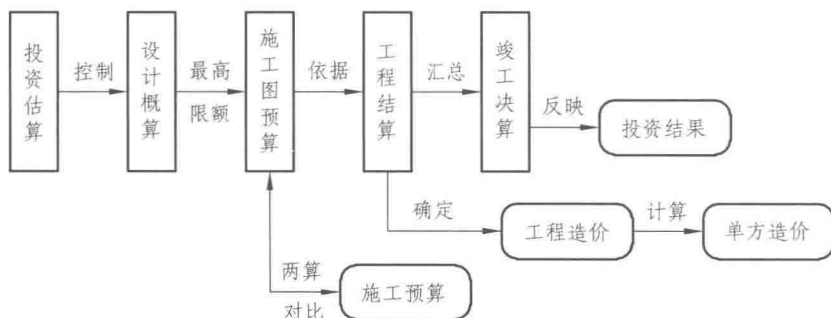 投资估算
控制
设计概算
最高
限额
施工图预算
依据
工程结算
汇总
竣工决算
反映
投资结果
确定
工程造价
计算
单方造价
两算
对比
施工预算